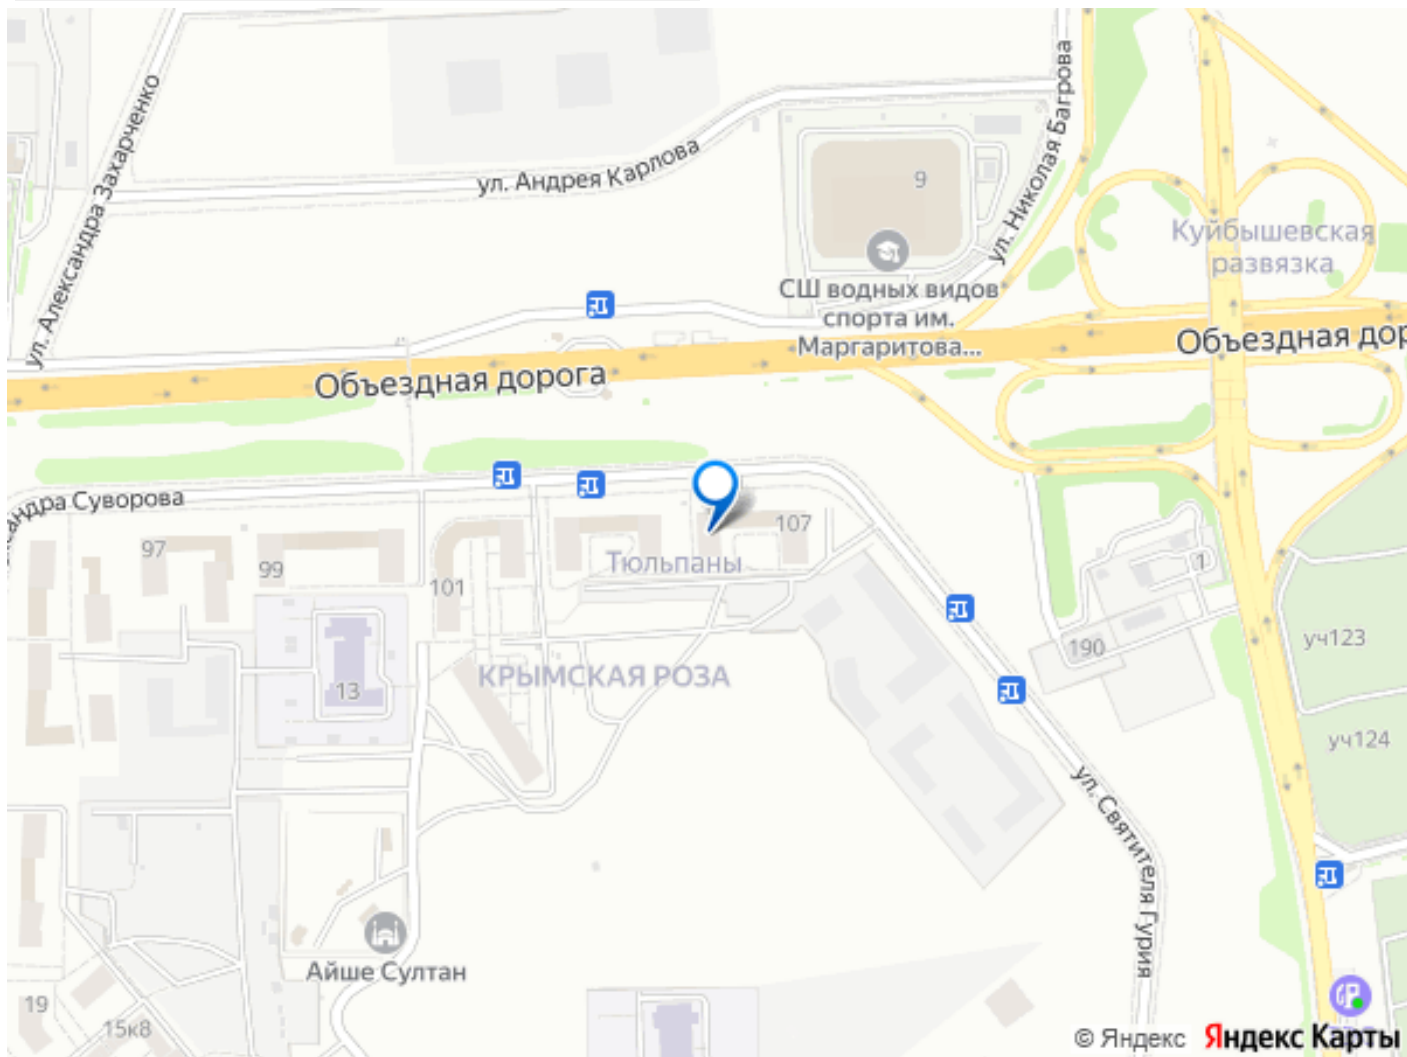 ул. Александра Захарченко
ул. Андрея Карлова
ул. Николая Багрова
9
Куйбышевская
развязка
СШ водных видов
спорта им.
Маргаритова...
Объездная дорога
Объездная дор
ександра Суворова
97
99
101
107
Тюльпаны
1
190
уч123
13
КРЫМСКАЯ РОЗА
уч124
ул. Святителя Гурия
Айше Султан
19
15к8
© Яндекс Яндекс Карты